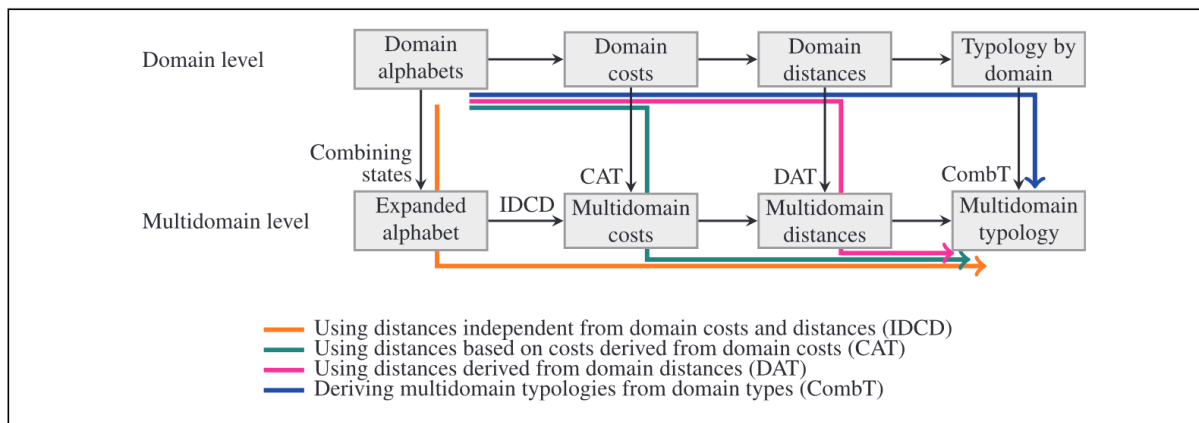 Domain level
Domain
alphabets
Domain
costs
Domain
distances
Typology by
domain
Combining
states
CAT
DAT
CombT
Multidomain level
Expanded
alphabet
IDCD
Multidomain
costs
Multidomain
distances
Multidomain
typology
Using distances independent from domain costs and distances (IDCD)
Using distances based on costs derived from domain costs (CAT)
Using distances derived from domain distances (DAT)
Deriving multidomain typologies from domain types (CombT)